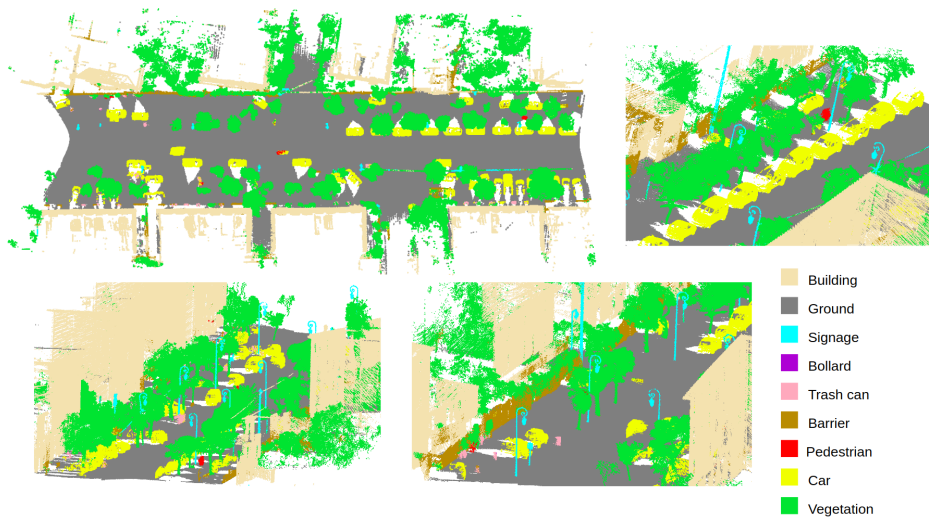 Building
Ground
Signage
Bollard
Trash can
Barrier
Pedestrian
Car
Vegetation